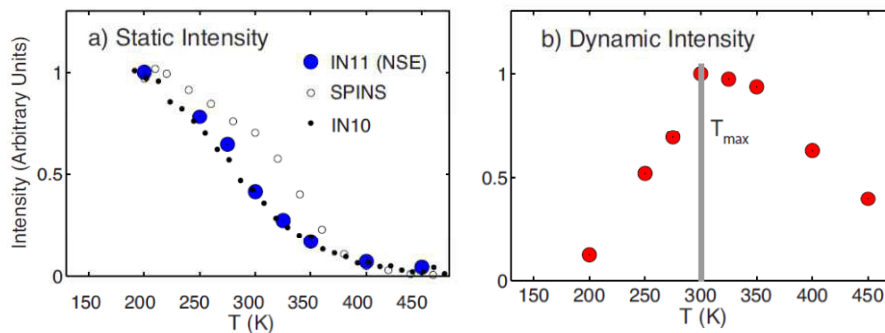 a) Static Intensity
IN11 (NSE)
SPINS
IN10
Intensity (Arbitrary Units)
1
0.5
0
150 200 250 300 350 400 450
T (K)
b) Dynamic Intensity
T_max
1
0.5
0
150 200 250 300 350 400 450
T (K)